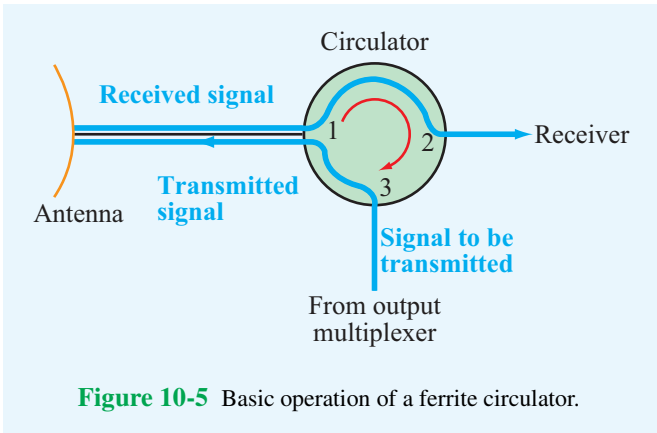 Circulator
Received signal
1
2
Receiver
3
Transmitted
signal
Antenna
Signal to be
transmitted
From output
multiplexer
Figure 10-5 Basic operation of a ferrite circulator.